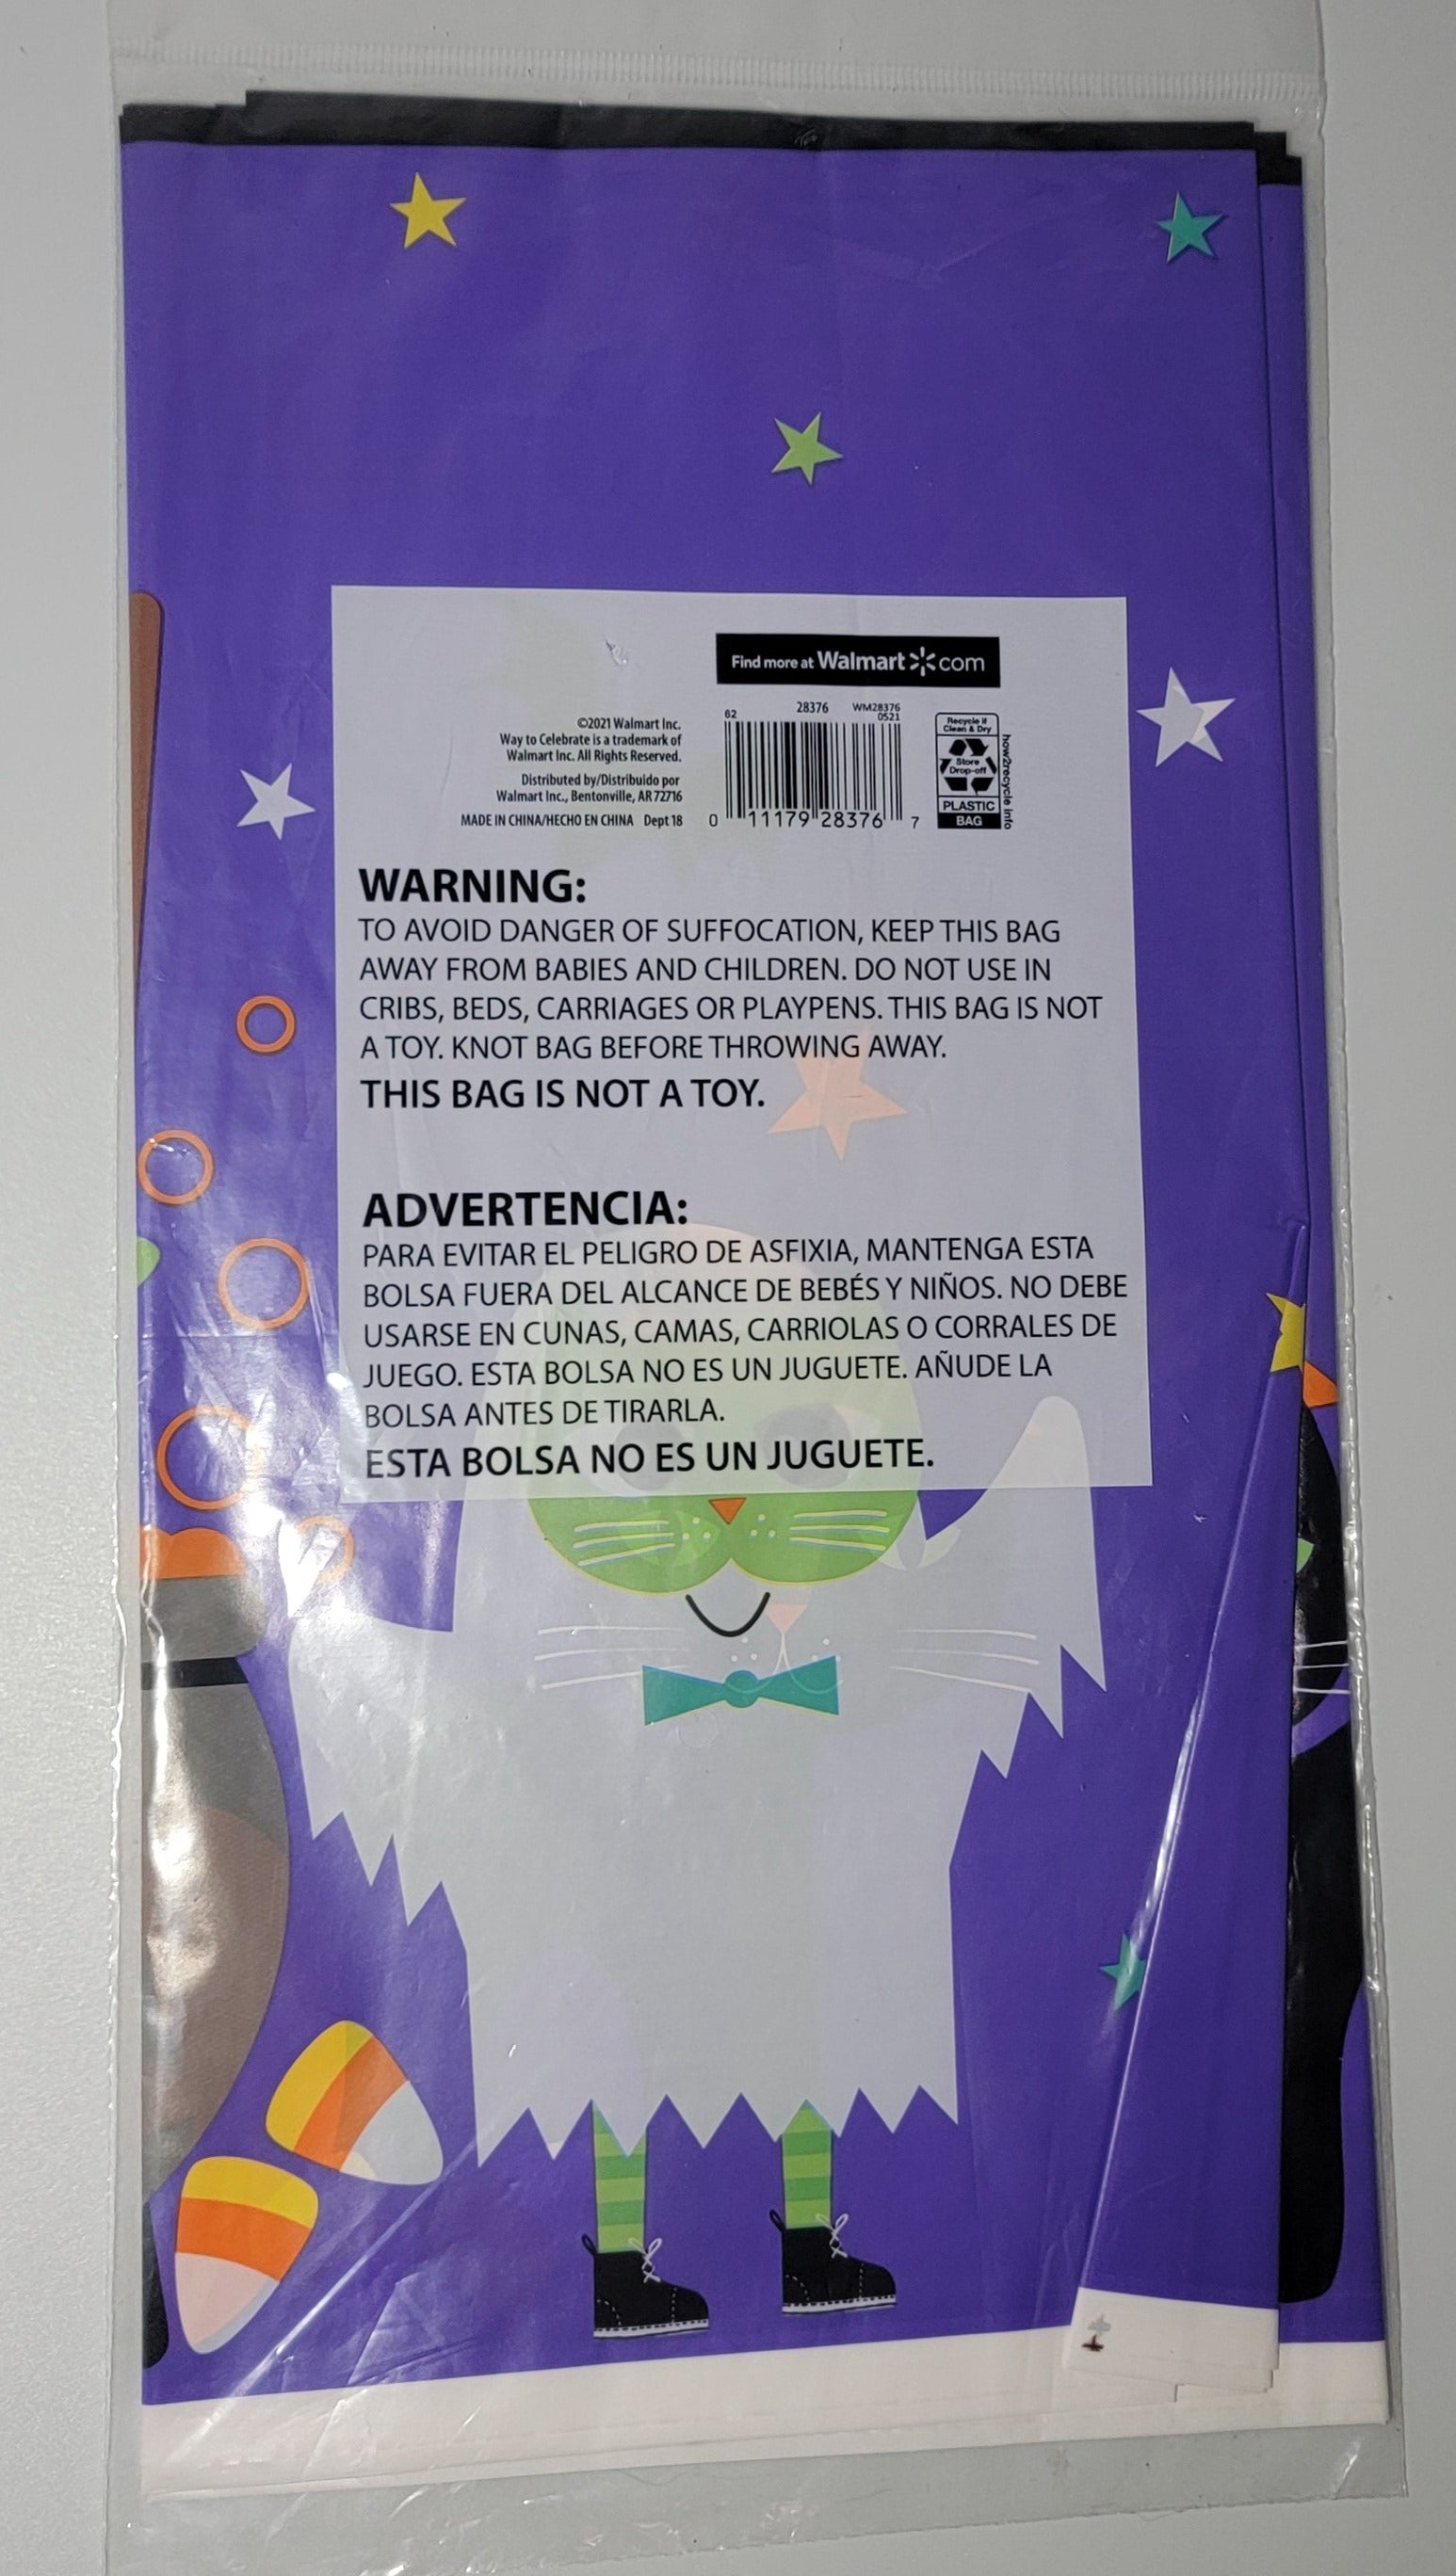 Find more at Walmart com
©2021 Walmart Inc.
Way to Celebrate is a trademark of
Walmart Inc. All Rights Reserved.
Distributed by/Distribuido por
Walmart Inc., Bentonville, AR 72716
MADE IN CHINA/HECHO EN CHINA Dept 18
62 28376 WM28376
0521
0 11179 28376 7
Recycle if
Clean & Dry
Store
Drop-off
PLASTIC
BAG
how2recycle.info
WARNING:
TO AVOID DANGER OF SUFFOCATION, KEEP THIS BAG
AWAY FROM BABIES AND CHILDREN. DO NOT USE IN
CRIBS, BEDS, CARRIAGES OR PLAYPENS. THIS BAG IS NOT
A TOY. KNOT BAG BEFORE THROWING AWAY.
THIS BAG IS NOT A TOY.
ADVERTENCIA:
PARA EVITAR EL PELIGRO DE ASFIXIA, MANTENGA ESTA
BOLSA FUERA DEL ALCANCE DE BEBÉS Y NIÑOS. NO DEBE
USARSE EN CUNAS, CAMAS, CARRIOLAS O CORRALES DE
JUEGO. ESTA BOLSA NO ES UN JUGUETE. AÑUDE LA
BOLSA ANTES DE TIRARLA.
ESTA BOLSA NO ES UN JUGUETE.